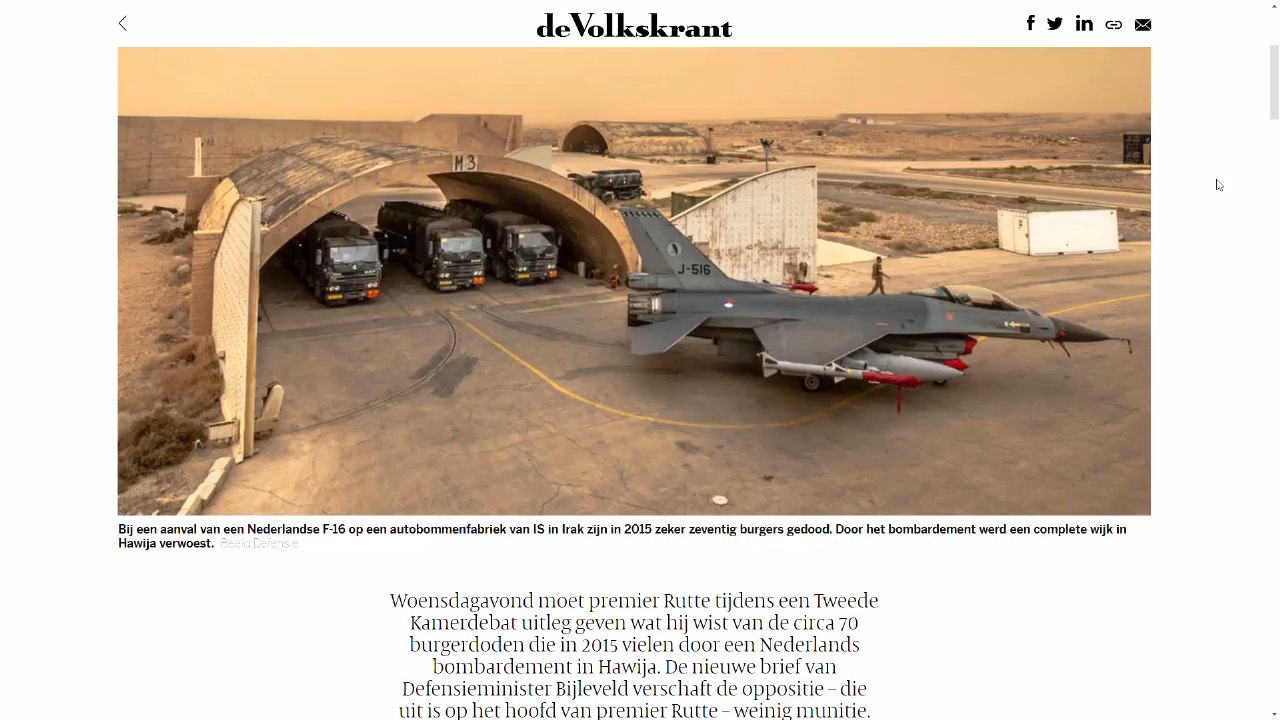 deVolkskrant
M3
J-516
Bij een aanval van een Nederlandse F-16 op een autobommenfabriek van IS in Irak zijn in 2015 zeker zeventig burgers gedood. Door het bombardement werd een complete wijk in
Hawija verwoest. Beeld Defensie
Woensdagavond moet premier Rutte tijdens een Tweede
Kamerdebat uitleg geven wat hij wist van de circa 70
burgerdoden die in 2015 vielen door een Nederlands
bombardement in Hawija. De nieuwe brief van
Defensieminister Bijleveld verschaft de oppositie – die
uit is op het hoofd van premier Rutte – weinig munitie.